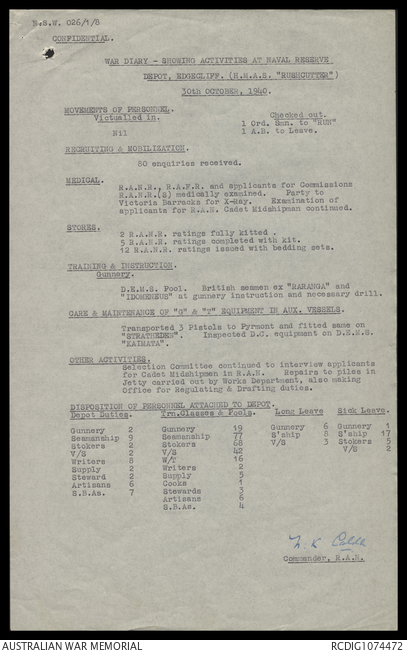 B.S.W. 026/1/8
CONFIDENTIAL.
WAR DIARY - SHOWING ACTIVITIES AT NAVAL RESERVE
DEPOT, EDGECLIFF. (H.M.A.S. "RUSHCUTTER")
30th OCTOBER, 1940.
MOVEMENTS OF PERSONNEL.
Victualled in. Checked out.
Nil 1 Ord. Smn. to "RUN"
1 A.B. to Leave.
RECRUITING & MOBILIZATION.
80 enquiries received.
MEDICAL.
R.A.N.R., R.A.F.R. and applicants for Commissions
R.A.N.R.(S) medically examined. Party to
Victoria Barracks for X-Ray. Examination of
applicants for R.A.N. Cadet Midshipman continued.
STORES.
2 R.A.N.R. ratings fully kitted.
5 R.A.N.R. ratings completed with kit.
12 R.A.N.R. ratings issued with bedding sets.
TRAINING & INSTRUCTION.
Gunnery.
D.E.M.S. Pool. British seamen ex "RARANGA" and
"IDOMENEUS" at gunnery instruction and necessary drill.
CARE & MAINTENANCE OF "G" & "T" EQUIPMENT IN AUX. VESSELS.
Transported 3 Pistols to Pyrmont and fitted same on
"STRATHEDEN". Inspected D.C. equipment on D.E.M.S.
"KAIMATA".
OTHER ACTIVITIES.
Selection Committee continued to interview applicants
for Cadet Midshipmen in R.A.N. Repairs to piles in
Jetty carried out by Works Department, also making
Office for Regulating & Drafting duties.
DISPOSITION OF PERSONNEL ATTACHED TO DEPOT.
Depot Duties. Trn.Classes & Pools. Long Leave Sick Leave.
Gunnery 2 Gunnery 19 Gunnery 6 Gunnery 1
Seamanship 9 Seamanship 77 S'ship 8 S'ship 17
Stokers 2 Stokers 68 V/S 3 Stokers 5
V/S 2 V/S 42 V/S 2
Writers 8 W/T 16
Supply 2 Writers 2
Steward 2 Supply 5
Artisans 6 Cooks 1
S.B.As. 7 Stewards 3
Artisans 6
S.B.As. 4
Commander, R.A.N.
AUSTRALIAN WAR MEMORIAL RCDIG1074472